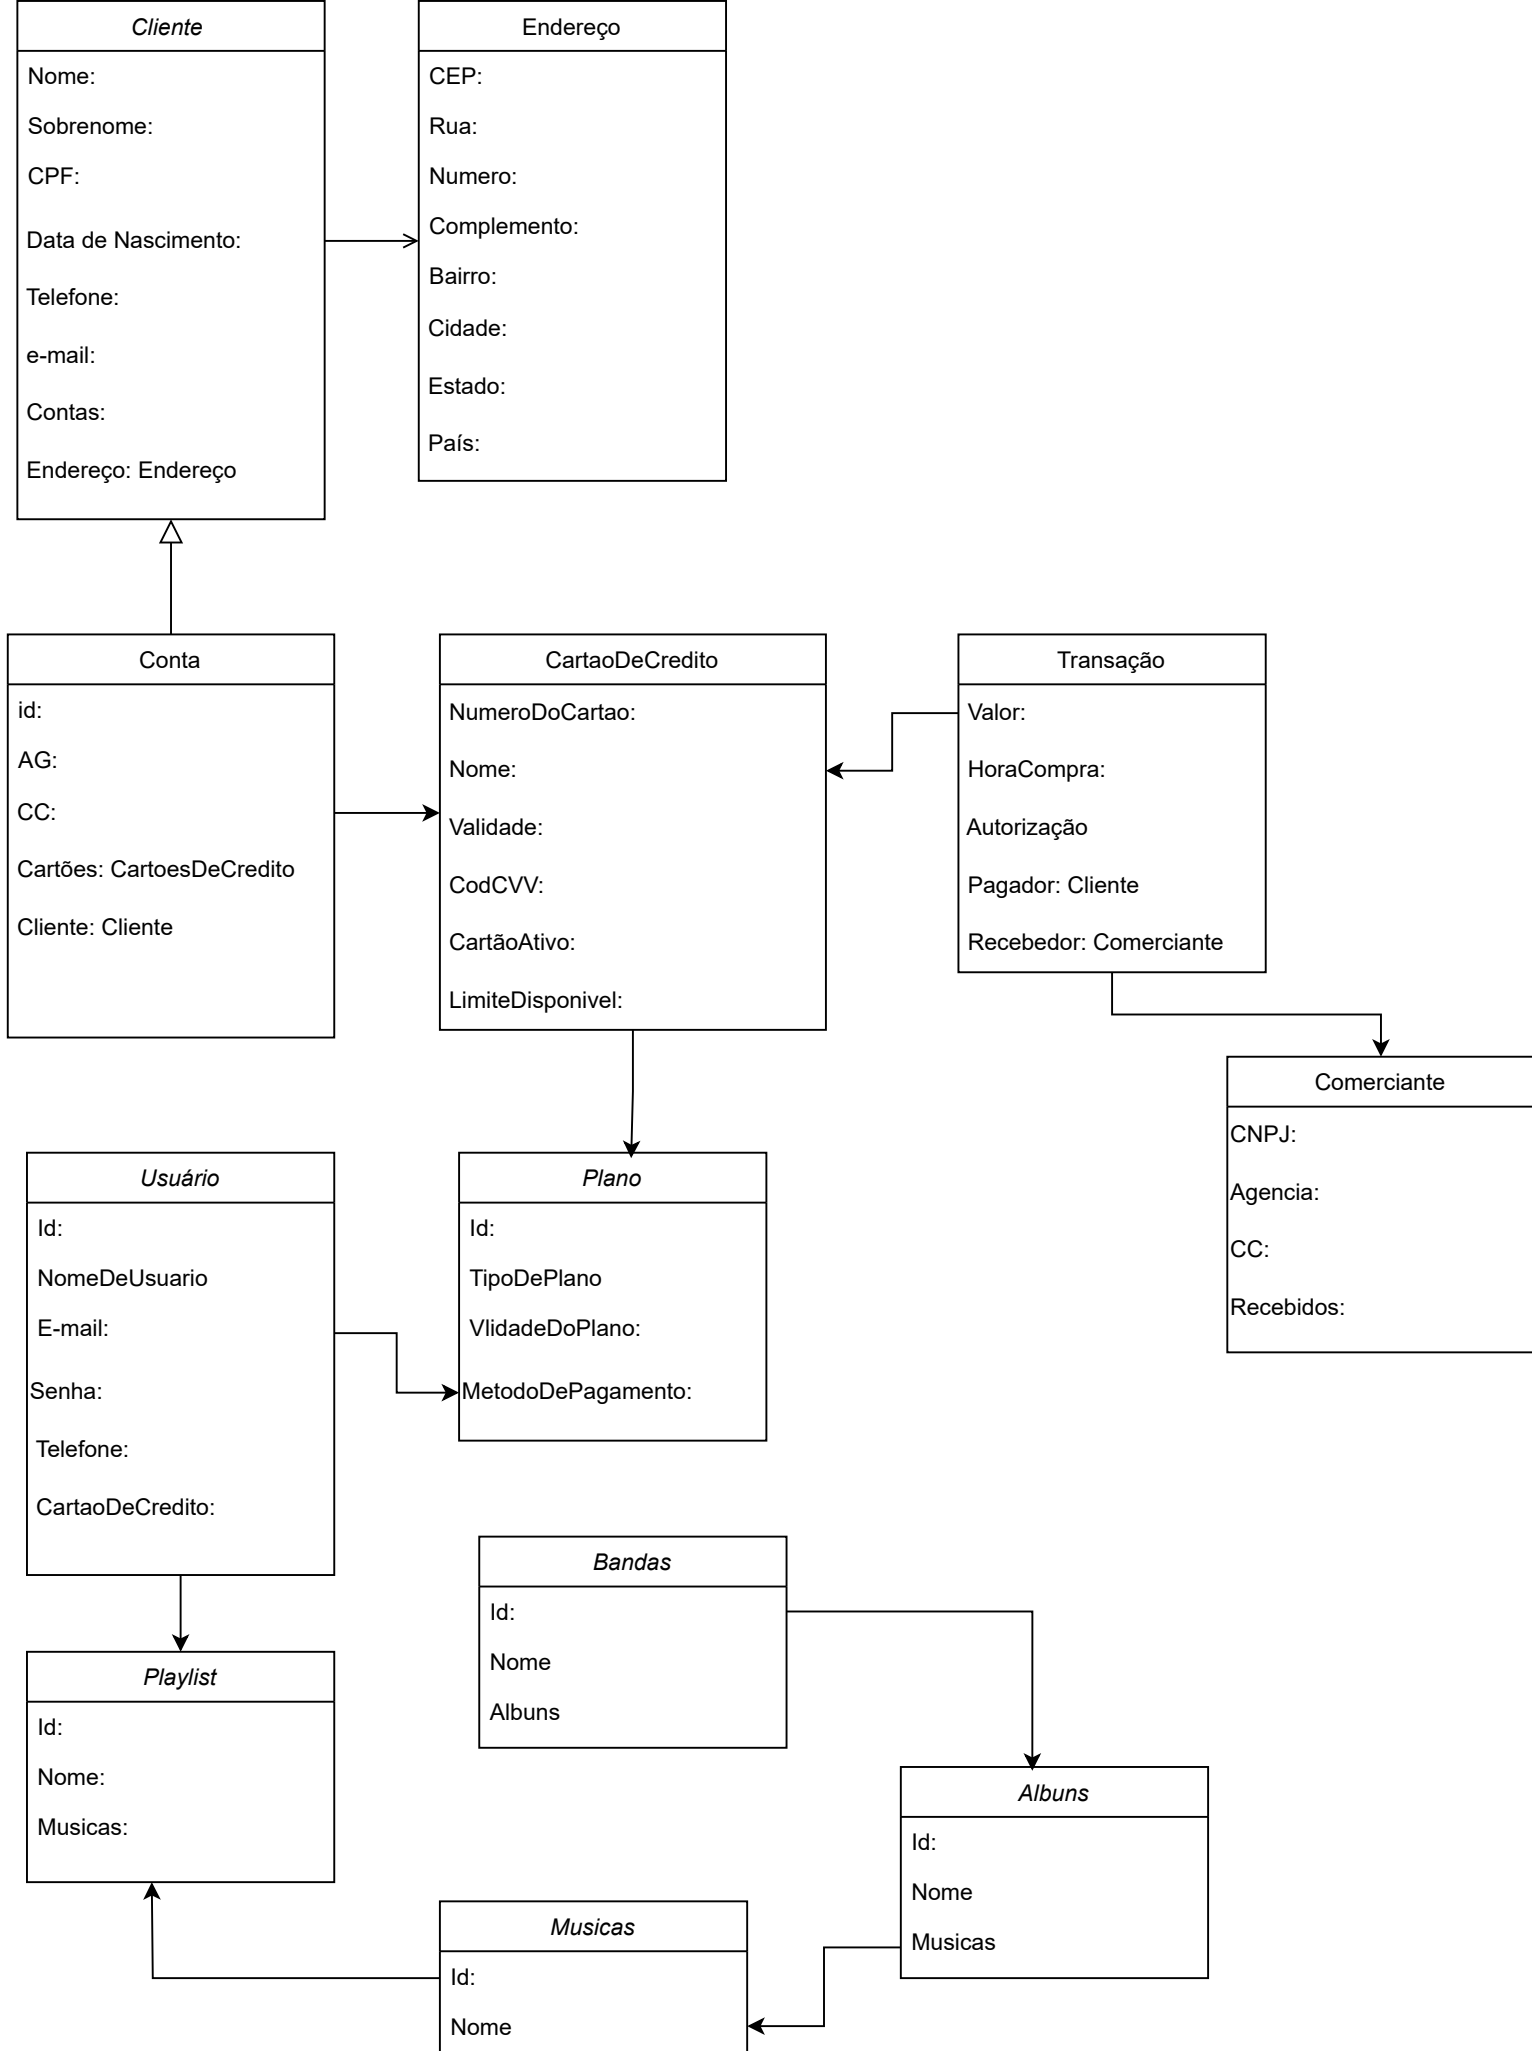 Cliente
Nome:
Sobrenome:
CPF:
Data de Nascimento:
Telefone:
e-mail:
Contas:
Endereço: Endereço
Endereço
CEP:
Rua:
Numero:
Complemento:
Bairro:
Cidade:
Estado:
País:
Conta
id:
AG:
CC:
Cartões: CartoesDeCredito
Cliente: Cliente
CartaoDeCredito
NumeroDoCartao:
Nome:
Validade:
CodCVV:
CartãoAtivo:
LimiteDisponivel:
Transação
Valor:
HoraCompra:
Autorização
Pagador: Cliente
Recebedor: Comerciante
Comerciante
CNPJ:
Agencia:
CC:
Recebidos:
Usuário
Id:
NomeDeUsuario
E-mail:
Senha:
Telefone:
CartaoDeCredito:
Plano
Id:
TipoDePlano
VlidadeDoPlano:
MetodoDePagamento:
Bandas
Id:
Nome
Albuns
Playlist
Id:
Nome:
Musicas:
Albuns
Id:
Nome
Musicas
Musicas
Id:
Nome